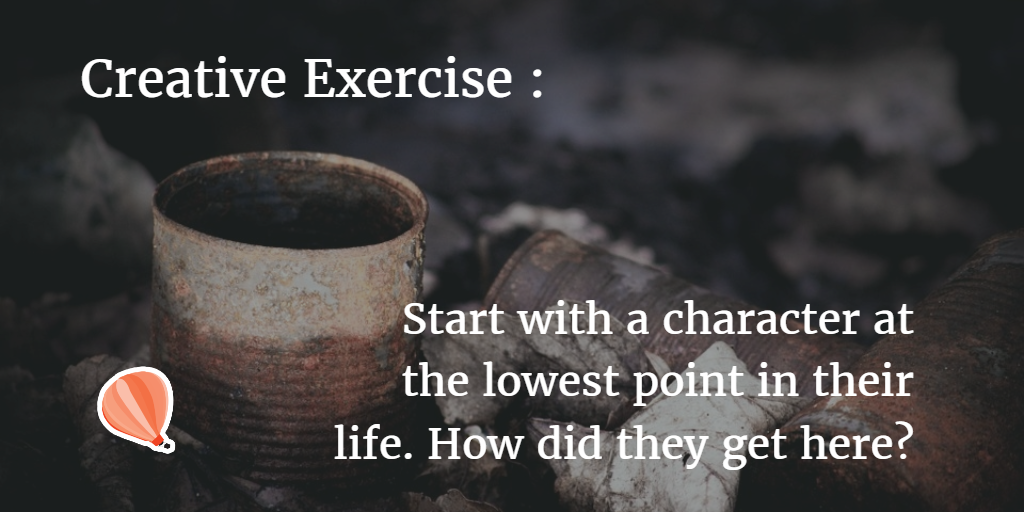 Creative Exercise :
Start with a character at
the lowest point in their
life. How did they get here?